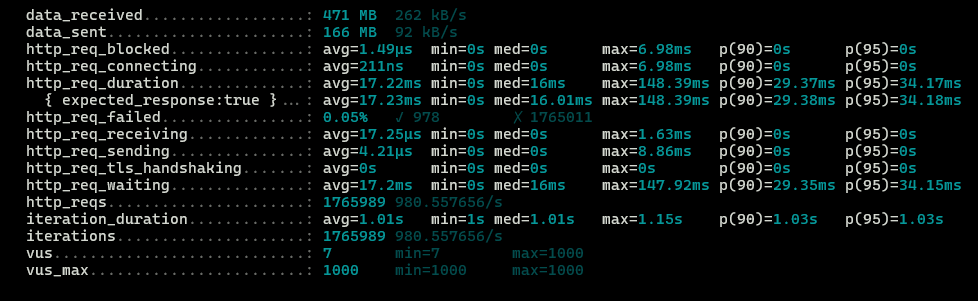 data_received..................: 471 MB 262 kB/s
data_sent......................: 166 MB 92 kB/s
http_req_blocked...............: avg=1.49µs min=0s med=0s max=6.98ms p(90)=0s p(95)=0s
http_req_connecting............: avg=211ns min=0s med=0s max=6.98ms p(90)=0s p(95)=0s
http_req_duration..............: avg=17.22ms min=0s med=16ms max=148.39ms p(90)=29.37ms p(95)=34.17ms
{ expected_response:true }...: avg=17.23ms min=0s med=16.01ms max=148.39ms p(90)=29.38ms p(95)=34.18ms
http_req_failed................: 0.05% ✓ 978 ✗ 1765011
http_req_receiving.............: avg=17.25µs min=0s med=0s max=1.63ms p(90)=0s p(95)=0s
http_req_sending...............: avg=4.21µs min=0s med=0s max=8.86ms p(90)=0s p(95)=0s
http_req_tls_handshaking.......: avg=0s min=0s med=0s max=0s p(90)=0s p(95)=0s
http_req_waiting...............: avg=17.2ms min=0s med=16ms max=147.92ms p(90)=29.35ms p(95)=34.15ms
http_reqs......................: 1765989 980.557656/s
iteration_duration.............: avg=1.01s min=1s med=1.01s max=1.15s p(90)=1.03s p(95)=1.03s
iterations.....................: 1765989 980.557656/s
vus............................: 7 min=7 max=1000
vus_max........................: 1000 min=1000 max=1000